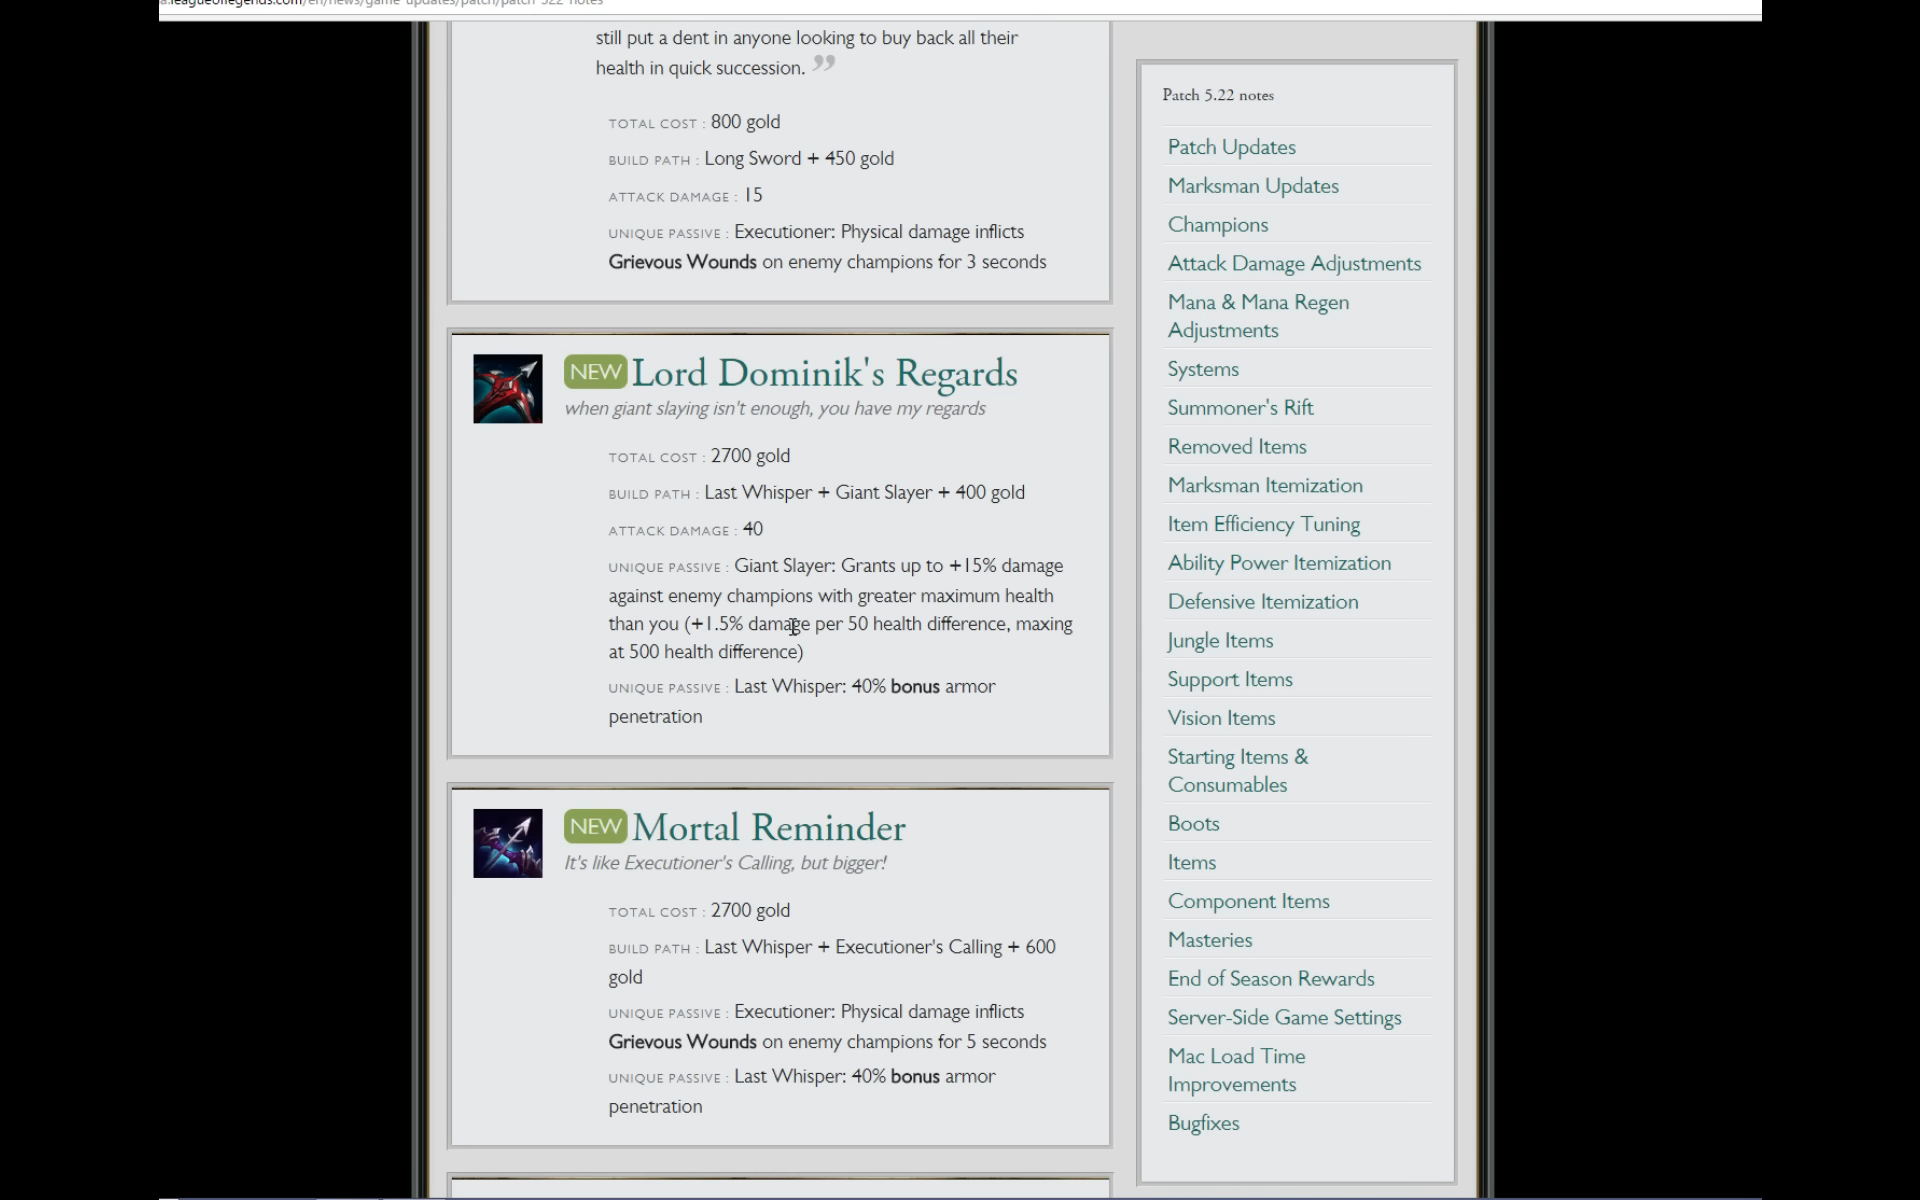 a.leagueoflegends.com/en/news/game-updates/patch/patch-522-notes
still put a dent in anyone looking to buy back all their
health in quick succession. ”
TOTAL COST : 800 gold
BUILD PATH : Long Sword + 450 gold
ATTACK DAMAGE : 15
UNIQUE PASSIVE : Executioner: Physical damage inflicts
Grievous Wounds on enemy champions for 3 seconds
NEW Lord Dominik's Regards
when giant slaying isn't enough, you have my regards
TOTAL COST : 2700 gold
BUILD PATH : Last Whisper + Giant Slayer + 400 gold
ATTACK DAMAGE : 40
UNIQUE PASSIVE : Giant Slayer: Grants up to +15% damage
against enemy champions with greater maximum health
than you (+1.5% damage per 50 health difference, maxing
at 500 health difference)
UNIQUE PASSIVE : Last Whisper: 40% bonus armor
penetration
NEW Mortal Reminder
It's like Executioner's Calling, but bigger!
TOTAL COST : 2700 gold
BUILD PATH : Last Whisper + Executioner's Calling + 600
gold
UNIQUE PASSIVE : Executioner: Physical damage inflicts
Grievous Wounds on enemy champions for 5 seconds
UNIQUE PASSIVE : Last Whisper: 40% bonus armor
penetration
Patch 5.22 notes
Patch Updates
Marksman Updates
Champions
Attack Damage Adjustments
Mana & Mana Regen
Adjustments
Systems
Summoner's Rift
Removed Items
Marksman Itemization
Item Efficiency Tuning
Ability Power Itemization
Defensive Itemization
Jungle Items
Support Items
Vision Items
Starting Items &
Consumables
Boots
Items
Component Items
Masteries
End of Season Rewards
Server-Side Game Settings
Mac Load Time
Improvements
Bugfixes